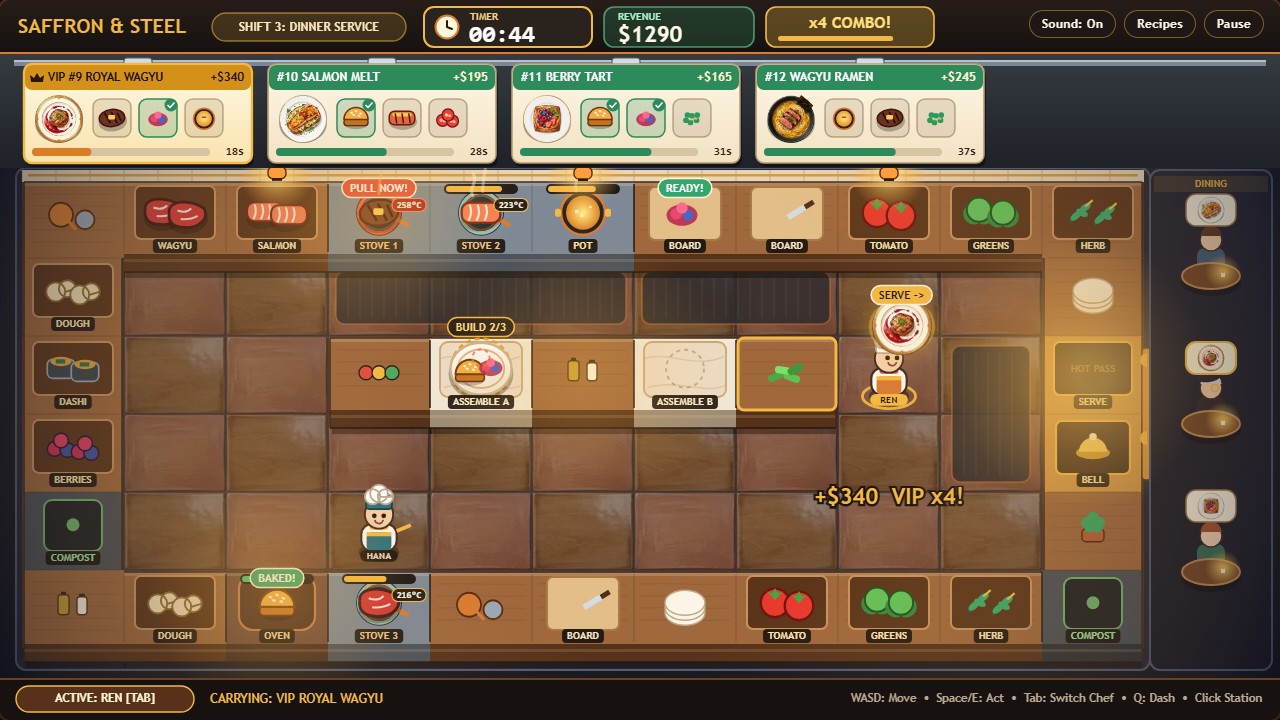 SAFFRON & STEEL
SHIFT 3: DINNER SERVICE
TIMER
00:44
REVENUE
$1290
x4 COMBO!
Sound: On
Recipes
Pause
VIP #9 ROYAL WAGYU +$340
18s
#10 SALMON MELT +$195
28s
#11 BERRY TART +$165
31s
#12 WAGYU RAMEN +$245
37s
DINING
PULL NOW!
258°C
223°C
READY!
WAGYU
SALMON
STOVE 1
STOVE 2
POT
BOARD
BOARD
TOMATO
GREENS
HERB
DOUGH
SERVE ->
BUILD 2/3
DASHI
ASSEMBLE A
ASSEMBLE B
REN
HOT PASS
SERVE
BERRIES
BELL
+$340 VIP x4!
COMPOST
HANA
BAKED!
216°C
DOUGH
OVEN
STOVE 3
BOARD
TOMATO
GREENS
HERB
COMPOST
ACTIVE: REN [TAB]
CARRYING: VIP ROYAL WAGYU
WASD: Move • Space/E: Act • Tab: Switch Chef • Q: Dash • Click Station